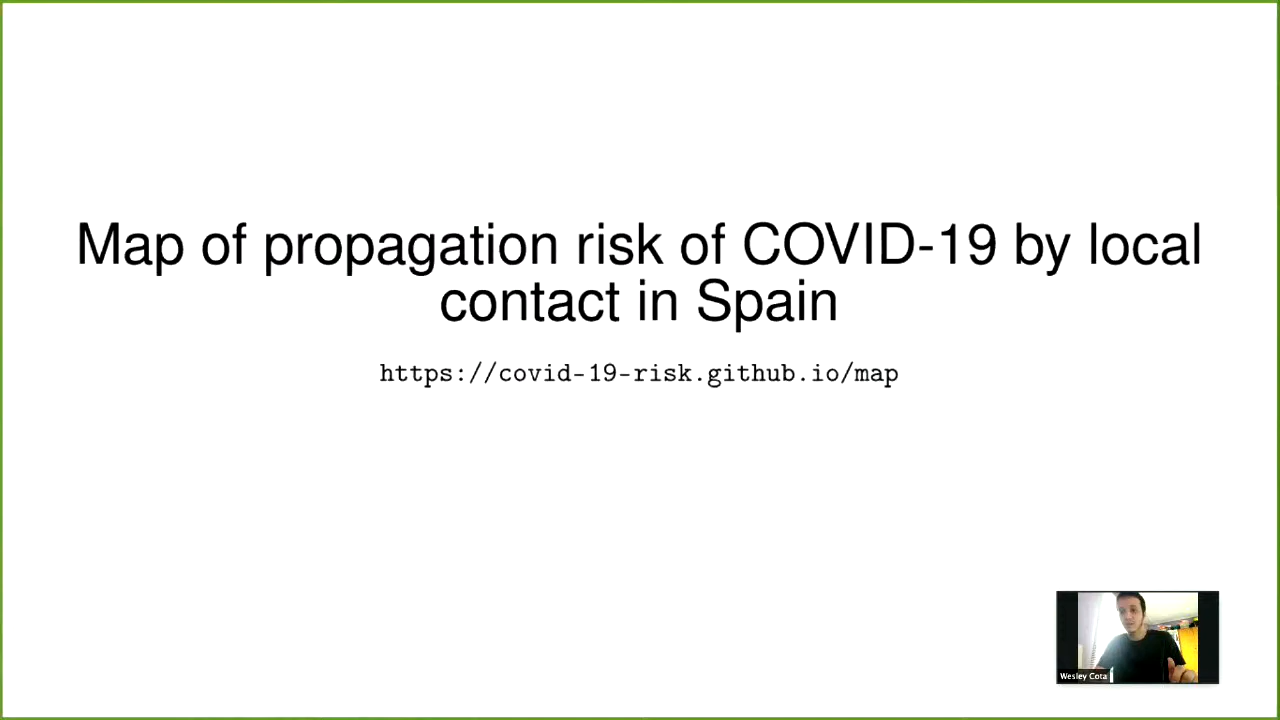 Map of propagation risk of COVID-19 by local
contact in Spain
https://covid-19-risk.github.io/map
Wesley Cota